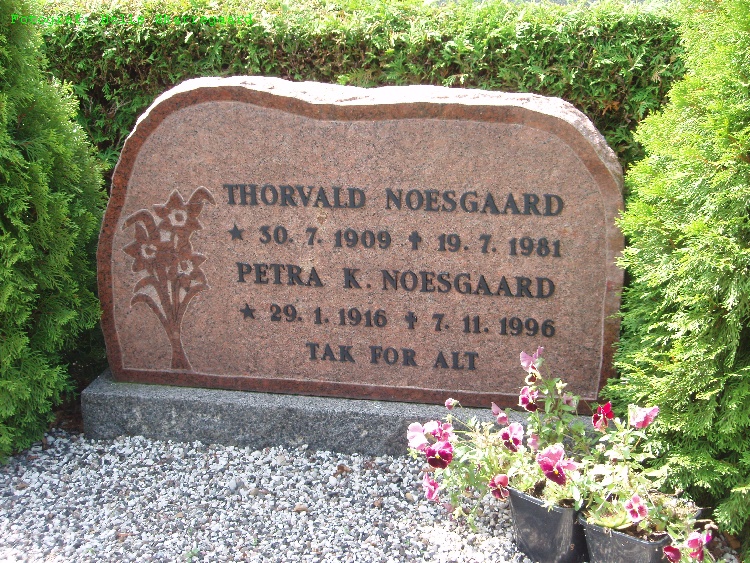 THORVALD NOESGAARD
★ 30. 7. 1909 ✝ 19. 7. 1981
PETRA K. NOESGAARD
★ 29. 1. 1916 ✝ 7. 11. 1996
TAK FOR ALT